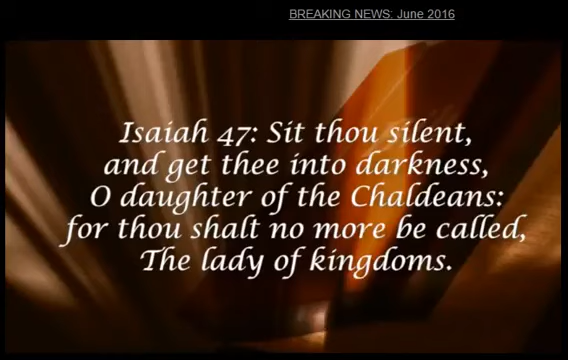 BREAKING NEWS: June 2016
Isaiah 47: Sit thou silent,
and get thee into darkness,
O daughter of the Chaldeans:
for thou shalt no more be called,
The lady of kingdoms.